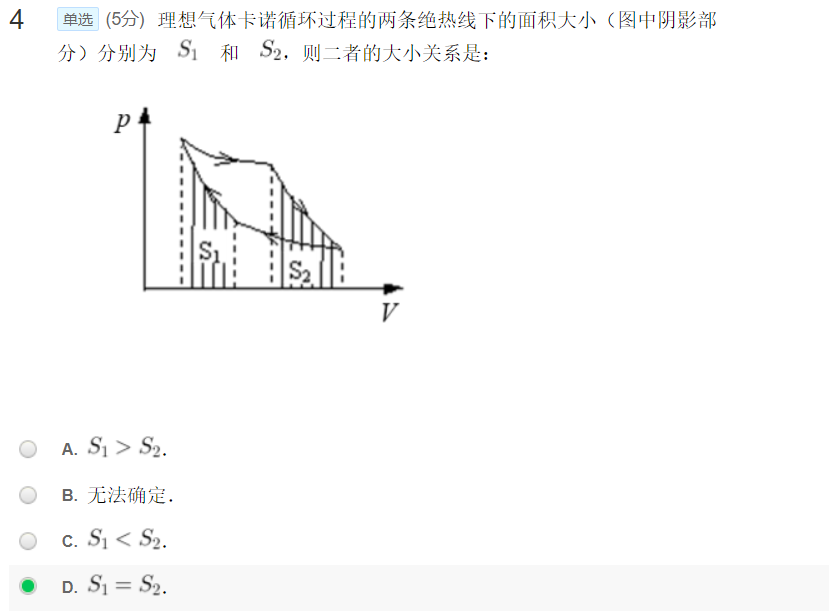 4 单选 (5分) 理想气体卡诺循环过程的两条绝热线下的面积大小（图中阴影部
分）分别为 S₁ 和 S₂，则二者的大小关系是：
p
S₁
S₂
V
A. S₁ > S₂.
B. 无法确定.
C. S₁ < S₂.
D. S₁ = S₂.